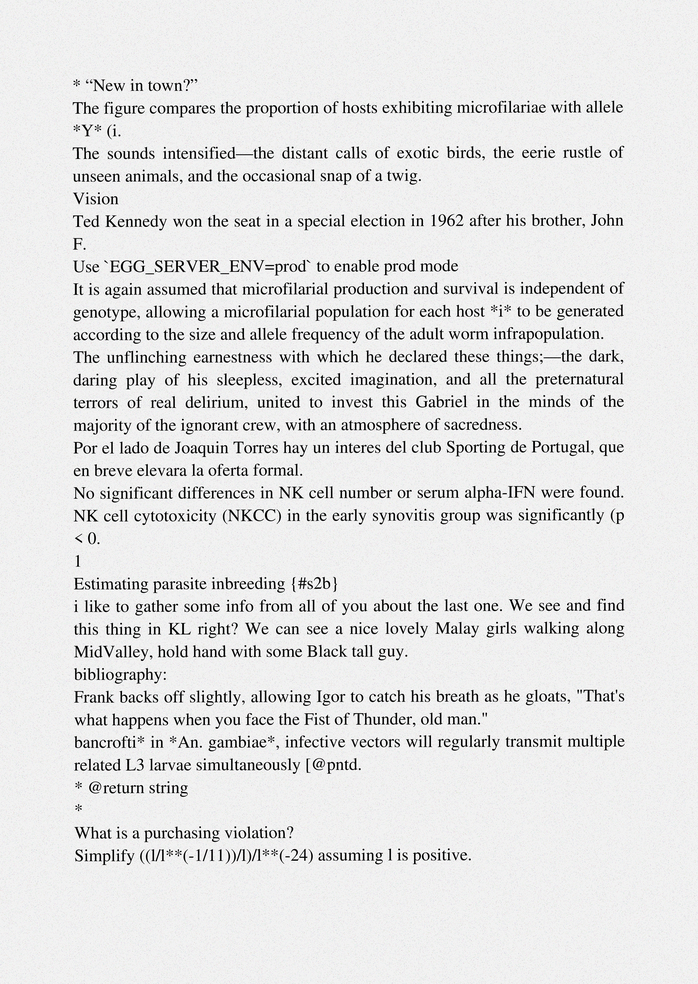 * “New in town?”
The figure compares the proportion of hosts exhibiting microfilariae with allele
*Y* (i.
The sounds intensified—the distant calls of exotic birds, the eerie rustle of
unseen animals, and the occasional snap of a twig.
Vision
Ted Kennedy won the seat in a special election in 1962 after his brother, John
F.
Use `EGG_SERVER_ENV=prod` to enable prod mode
It is again assumed that microfilarial production and survival is independent of
genotype, allowing a microfilarial population for each host *i* to be generated
according to the size and allele frequency of the adult worm infrapopulation.
The unflinching earnestness with which he declared these things;—the dark,
daring play of his sleepless, excited imagination, and all the preternatural
terrors of real delirium, united to invest this Gabriel in the minds of the
majority of the ignorant crew, with an atmosphere of sacredness.
Por el lado de Joaquin Torres hay un interes del club Sporting de Portugal, que
en breve elevara la oferta formal.
No significant differences in NK cell number or serum alpha-IFN were found.
NK cell cytotoxicity (NKCC) in the early synovitis group was significantly (p
< 0.
1
Estimating parasite inbreeding {#s2b}
i like to gather some info from all of you about the last one. We see and find
this thing in KL right? We can see a nice lovely Malay girls walking along
MidValley, hold hand with some Black tall guy.
bibliography:
Frank backs off slightly, allowing Igor to catch his breath as he gloats, "That's
what happens when you face the Fist of Thunder, old man."
bancrofti* in *An. gambiae*, infective vectors will regularly transmit multiple
related L3 larvae simultaneously [@pntd.
* @return string
*
What is a purchasing violation?
Simplify ((l/l**(-1/11))/l)/l**(-24) assuming l is positive.